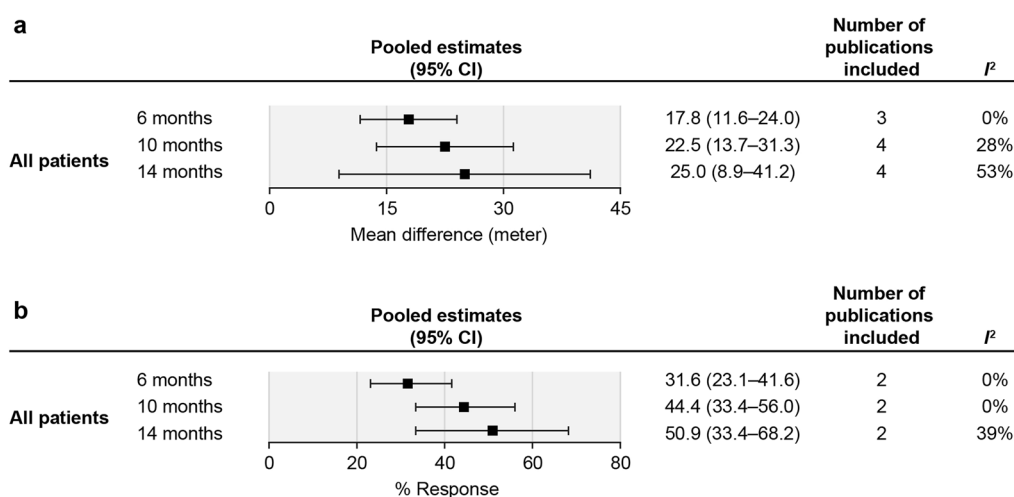 a
Pooled estimates
(95% CI)
Number of
publications
included
I²
All patients
6 months 17.8 (11.6–24.0) 3 0%
10 months 22.5 (13.7–31.3) 4 28%
14 months 25.0 (8.9–41.2) 4 53%
0 15 30 45
Mean difference (meter)
b
Pooled estimates
(95% CI)
Number of
publications
included
I²
All patients
6 months 31.6 (23.1–41.6) 2 0%
10 months 44.4 (33.4–56.0) 2 0%
14 months 50.9 (33.4–68.2) 2 39%
0 20 40 60 80
% Response